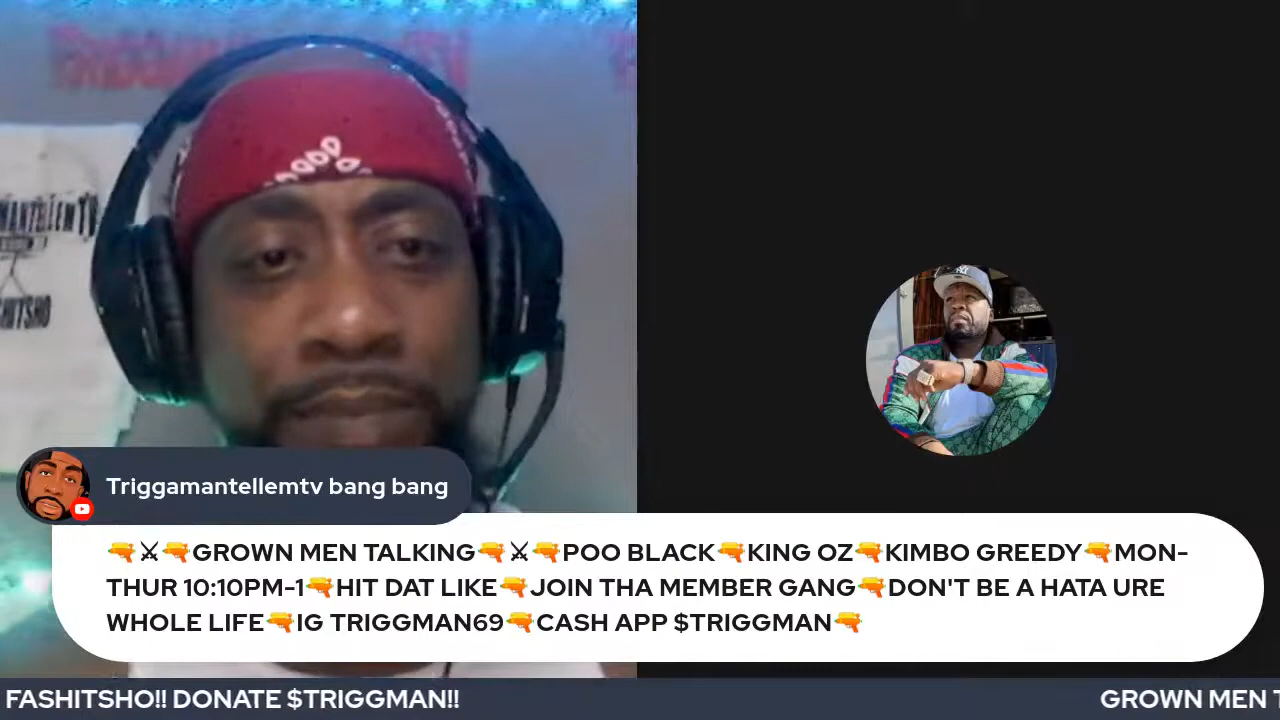 Triggamantellemtv bang bang
🔫⚔🔫GROWN MEN TALKING🔫⚔🔫POO BLACK🔫KING OZ🔫KIMBO GREEDY🔫MON-
THUR 10:10PM-1🔫HIT DAT LIKE🔫JOIN THA MEMBER GANG🔫DON'T BE A HATA URE
WHOLE LIFE🔫IG TRIGGMAN69🔫CASH APP $TRIGGMAN🔫
FASHITSHO!! DONATE $TRIGGMAN!!
GROWN MEN